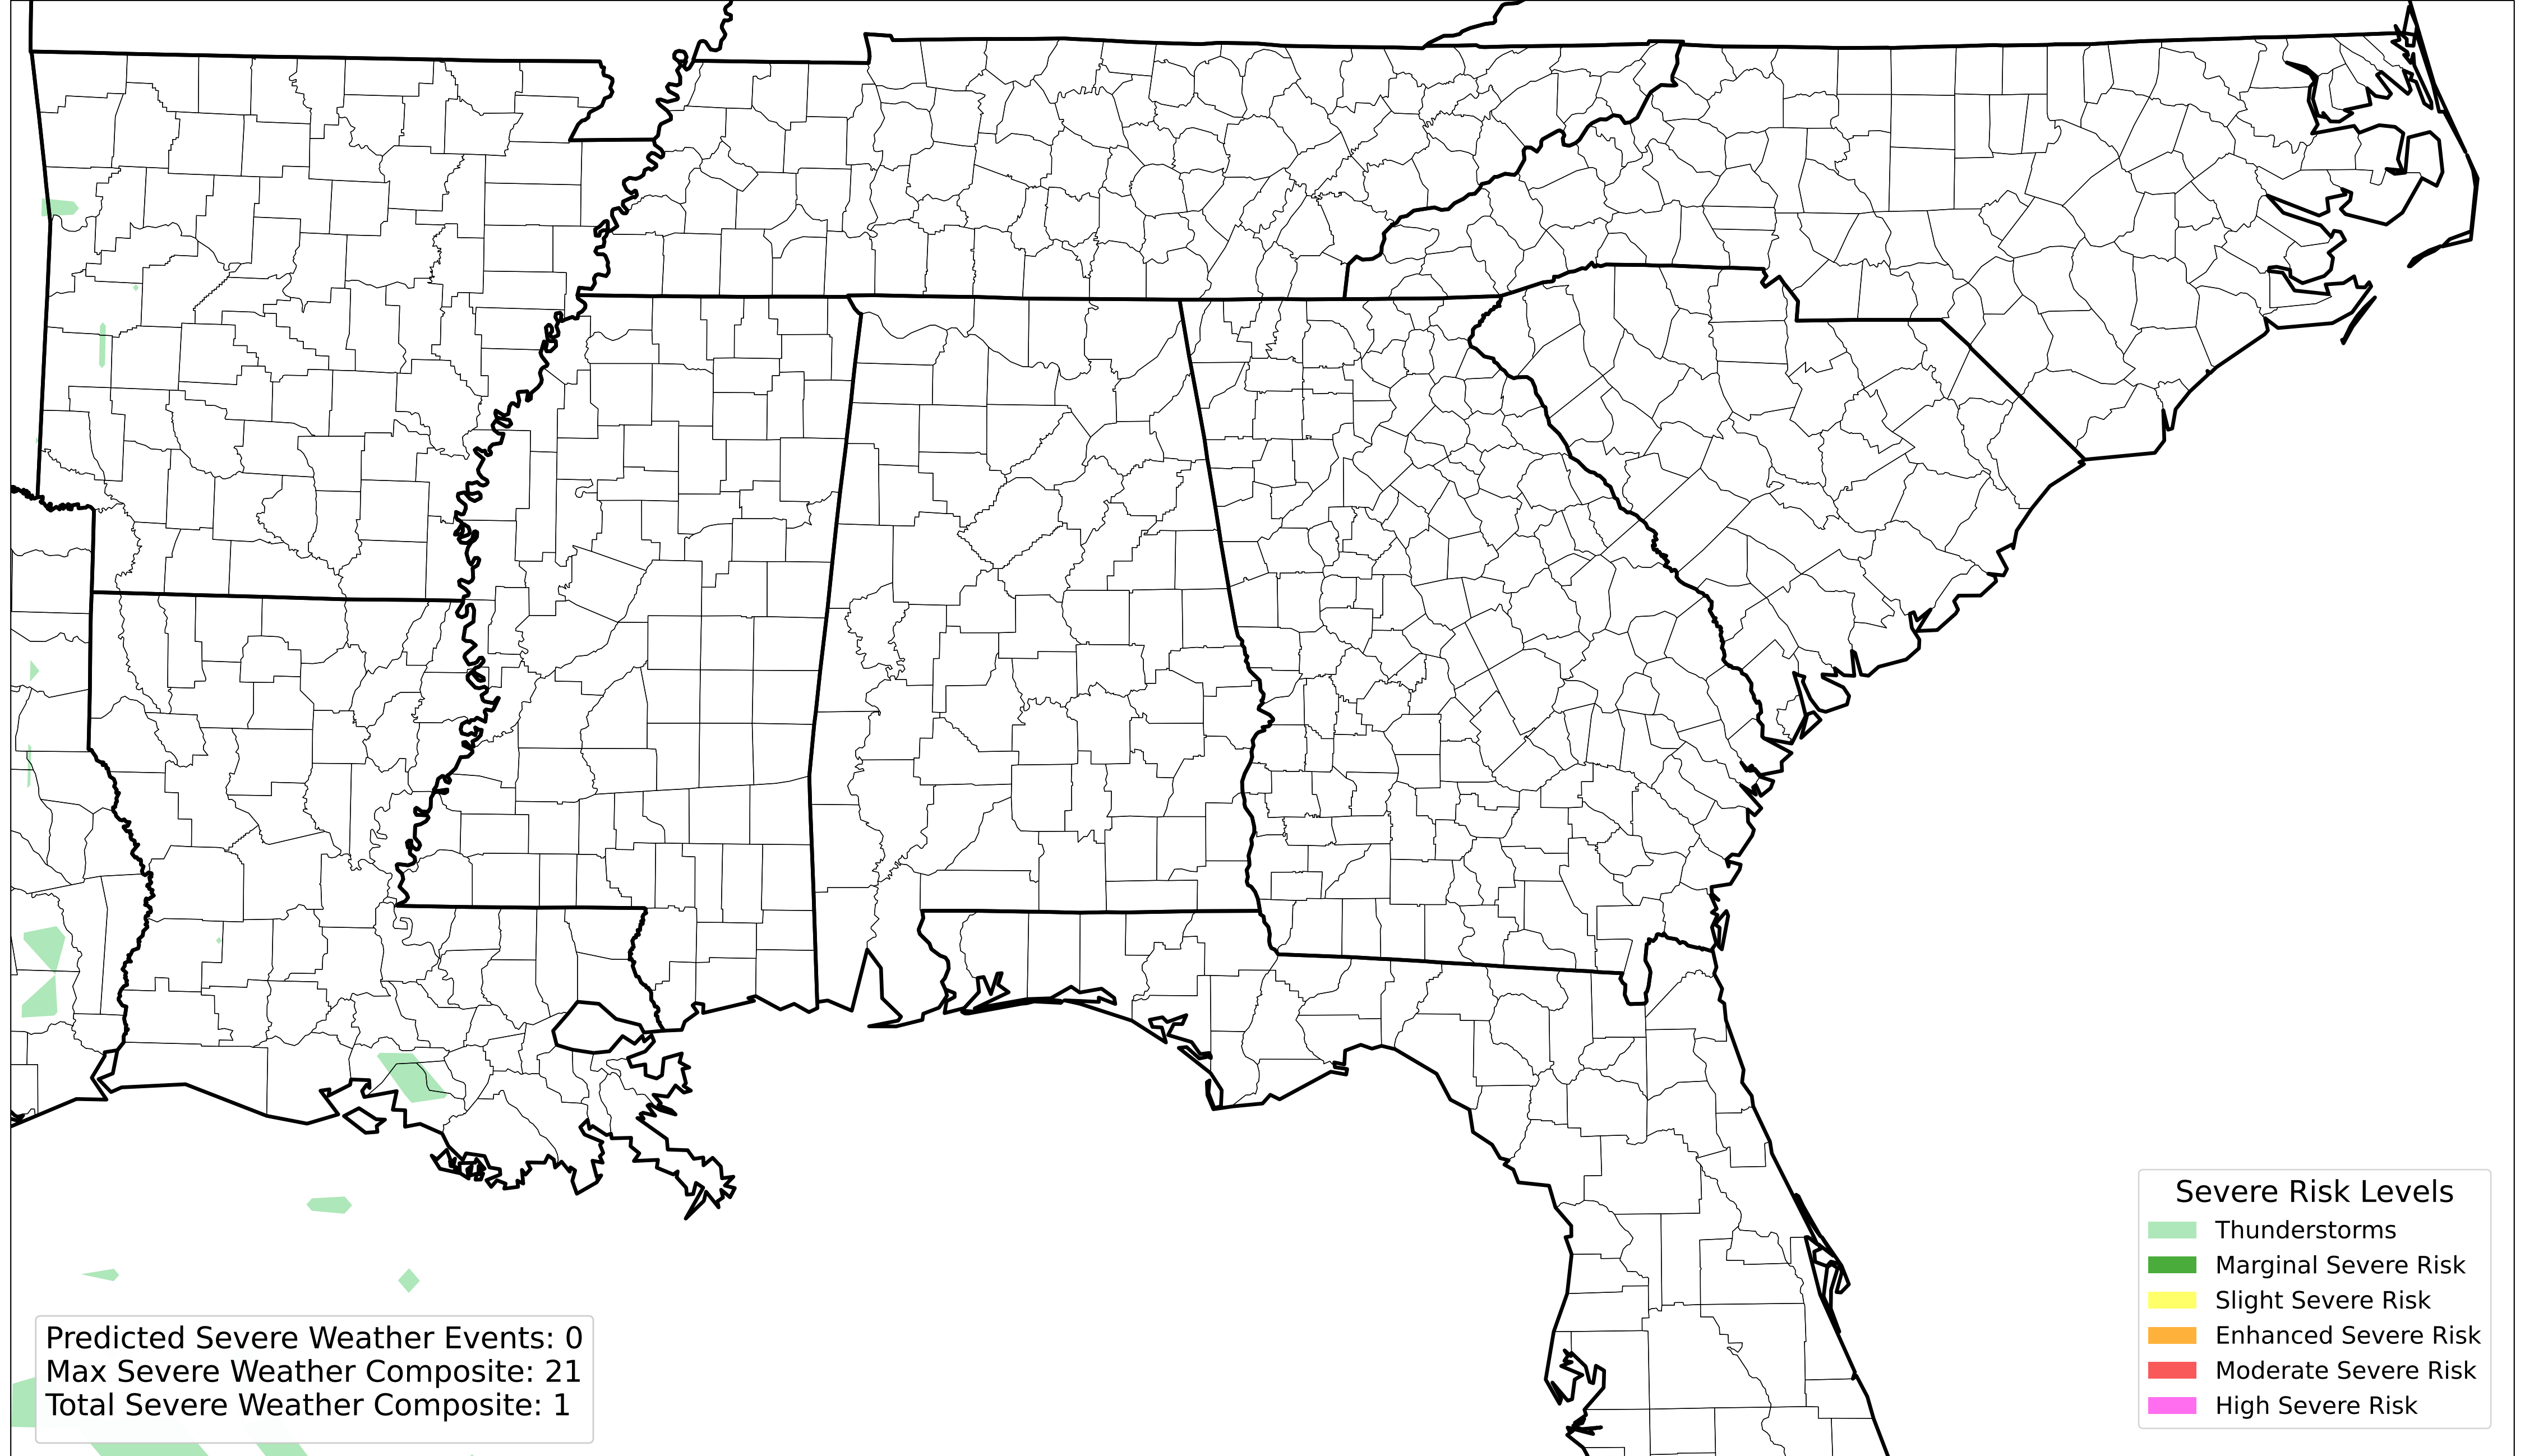 Predicted Severe Weather Events: 0
Max Severe Weather Composite: 21
Total Severe Weather Composite: 1
Severe Risk Levels
Thunderstorms
Marginal Severe Risk
Slight Severe Risk
Enhanced Severe Risk
Moderate Severe Risk
High Severe Risk